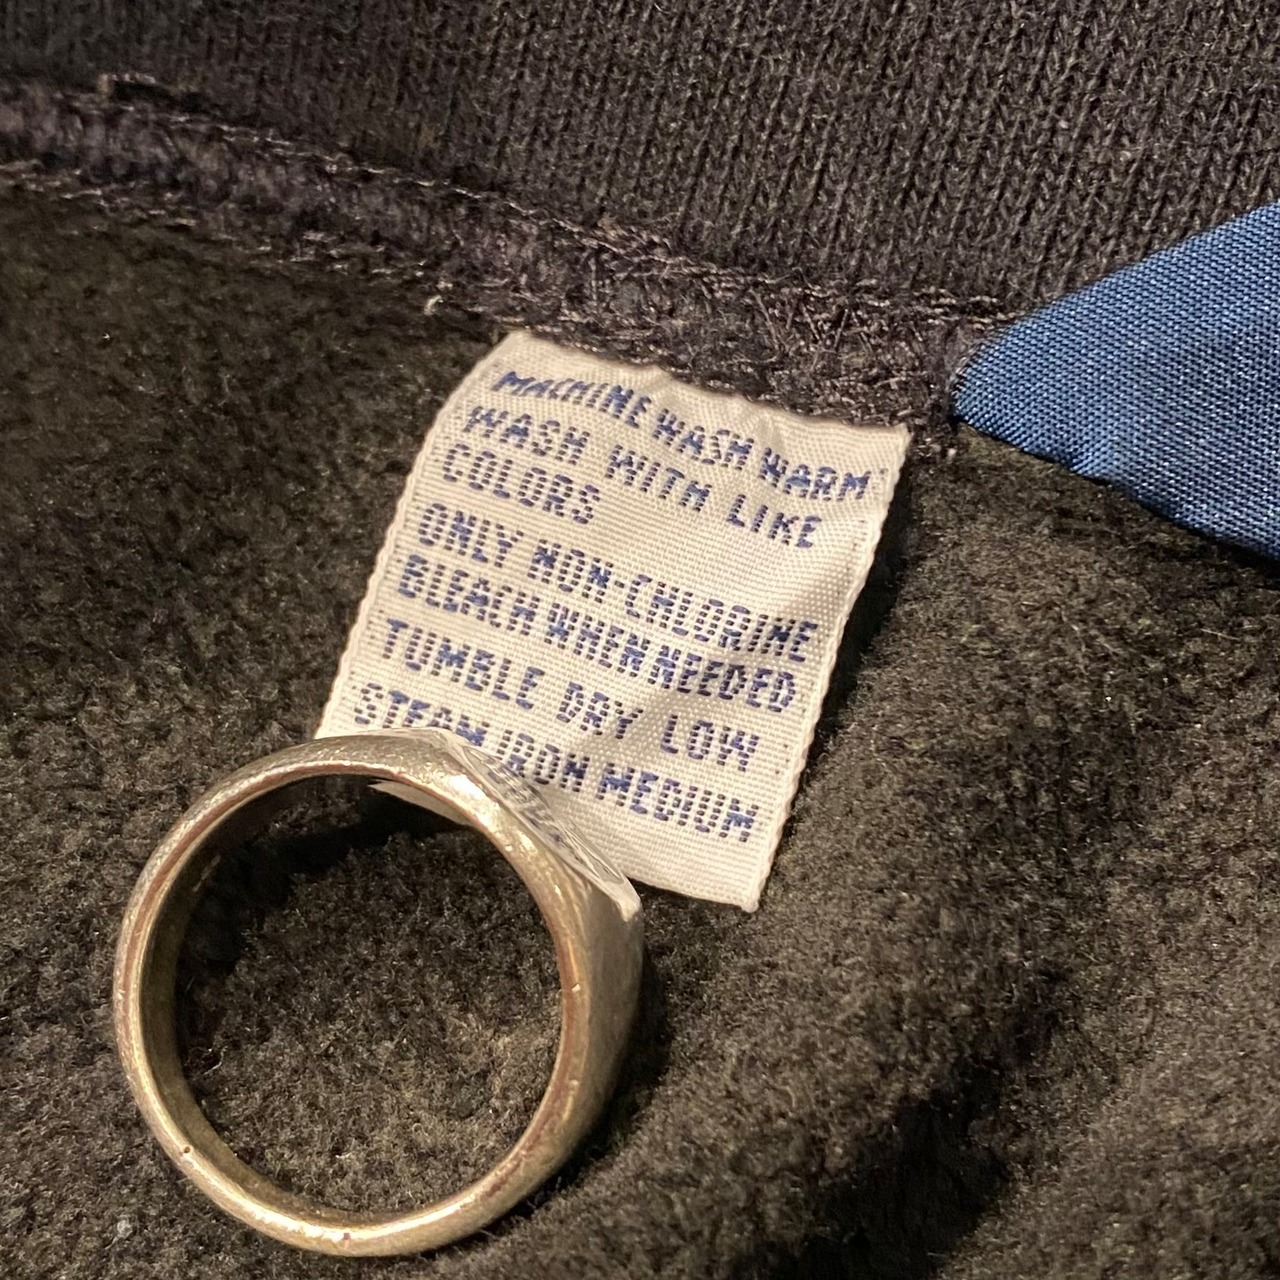 MACHINE WASH WARM
WASH WITH LIKE
COLORS
ONLY NON-CHLORINE
BLEACH WHEN NEEDED
TUMBLE DRY LOW
STEAM IRON MEDIUM